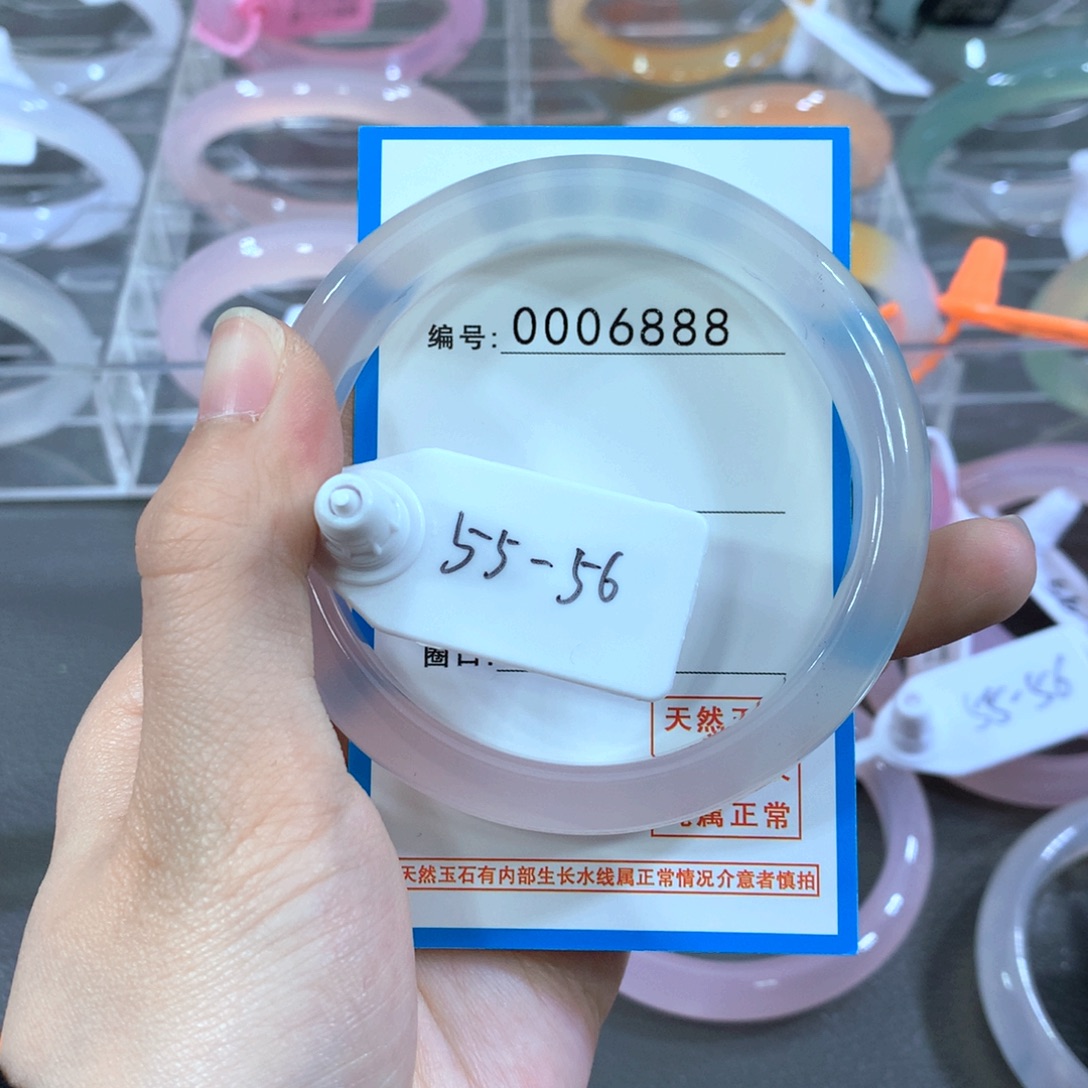 编号: 0006888
55-56
圈口:
天然玉
属正常
天然玉石有内部生长水线属正常情况介意者慎拍
55-56